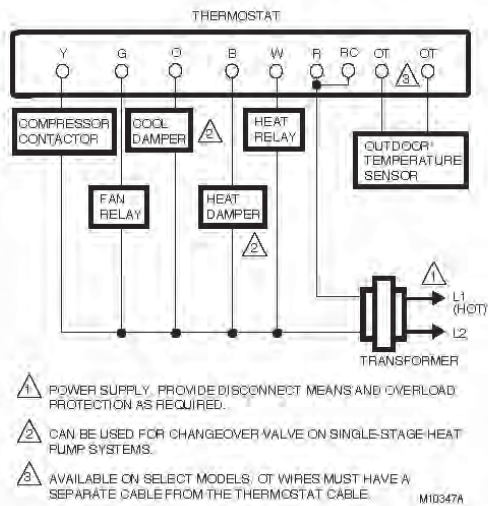 THERMOSTAT
Y G O B W R RC OT OT
3
COMPRESSOR
CONTACTOR
COOL
DAMPER
2
HEAT
RELAY
OUTDOOR
TEMPERATURE
SENSOR
FAN
RELAY
HEAT
DAMPER
2
1
L1
(HOT)
L2
TRANSFORMER
1 POWER SUPPLY. PROVIDE DISCONNECT MEANS AND OVERLOAD
PROTECTION AS REQUIRED.
2 CAN BE USED FOR CHANGEOVER VALVE ON SINGLE-STAGE HEAT
PUMP SYSTEMS.
3 AVAILABLE ON SELECT MODELS. OT WIRES MUST HAVE A
SEPARATE CABLE FROM THE THERMOSTAT CABLE.
M10347A